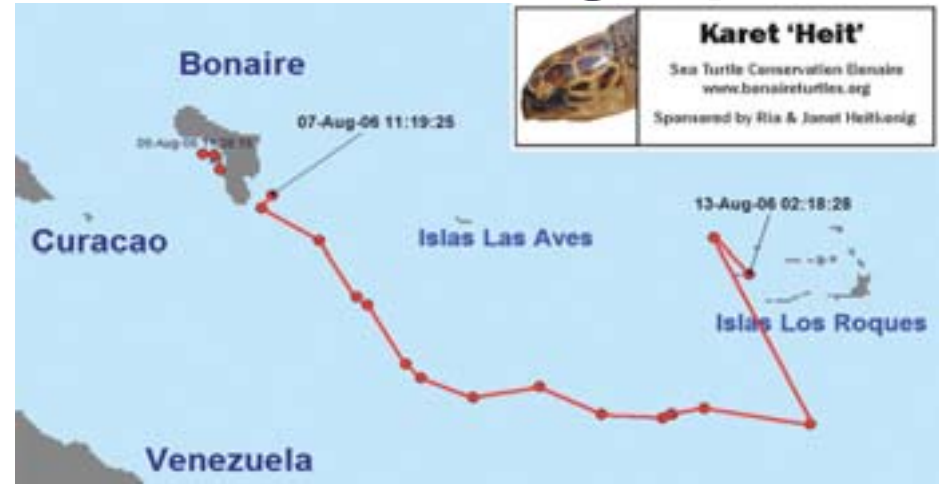 Karet ‘Heit’
Sea Turtle Conservation Bonaire
www.bonaireturtles.org
Sponsored by Ria & Janet Heitkonig
Bonaire
07-Aug-06 11:19:25
13-Aug-06 02:18:28
Curacao
Islas Las Aves
Islas Los Roques
Venezuela